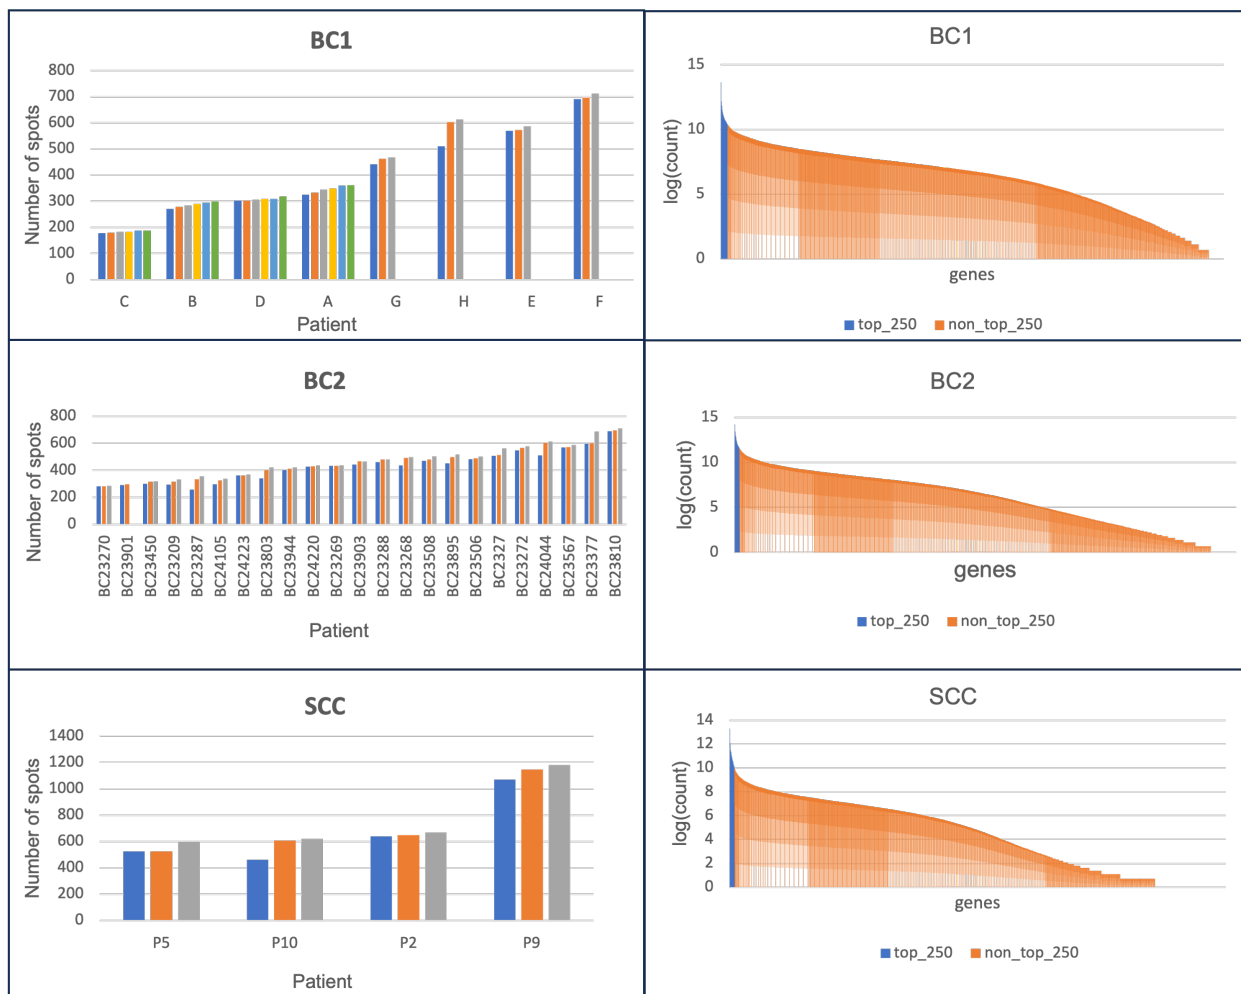 BC1
800
700
600
500
400
300
200
100
0
Number of spots
C B D A G H E F
Patient
BC1
15
10
5
0
log(count)
genes
top_250 non_top_250
BC2
800
600
400
200
0
Number of spots
BC23270
BC23901
BC23450
BC23209
BC23287
BC24105
BC24223
BC23803
BC23944
BC24220
BC23269
BC23903
BC23288
BC23268
BC23508
BC23895
BC23506
BC2327
BC23272
BC24044
BC23567
BC23377
BC23810
Patient
BC2
15
10
5
0
log(count)
genes
top_250 non_top_250
SCC
1400
1200
1000
800
600
400
200
0
Number of spots
P5 P10 P2 P9
Patient
SCC
14
12
10
8
6
4
2
0
log(count)
genes
top_250 non_top_250